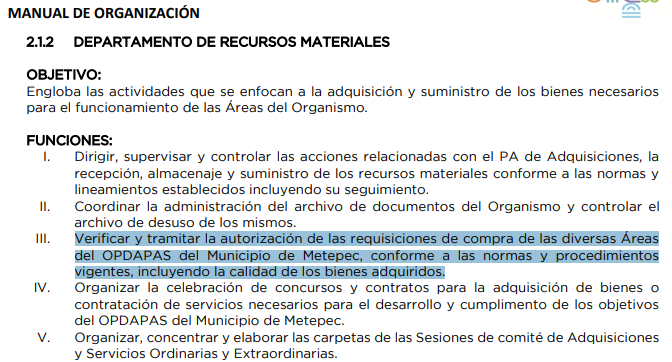 MANUAL DE ORGANIZACIÓN
2.1.2 DEPARTAMENTO DE RECURSOS MATERIALES
OBJETIVO:
Engloba las actividades que se enfocan a la adquisición y suministro de los bienes necesarios
para el funcionamiento de las Áreas del Organismo.
FUNCIONES:
I. Dirigir, supervisar y controlar las acciones relacionadas con el PA de Adquisiciones, la
recepción, almacenaje y suministro de los recursos materiales conforme a las normas y
lineamientos establecidos incluyendo su seguimiento.
II. Coordinar la administración del archivo de documentos del Organismo y controlar el
archivo de desuso de los mismos.
III. Verificar y tramitar la autorización de las requisiciones de compra de las diversas Áreas
del OPDAPAS del Municipio de Metepec, conforme a las normas y procedimientos
vigentes, incluyendo la calidad de los bienes adquiridos.
IV. Organizar la celebración de concursos y contratos para la adquisición de bienes o
contratación de servicios necesarios para el desarrollo y cumplimento de los objetivos
del OPDAPAS del Municipio de Metepec.
V. Organizar, concentrar y elaborar las carpetas de las Sesiones de comité de Adquisiciones
y Servicios Ordinarias y Extraordinarias.